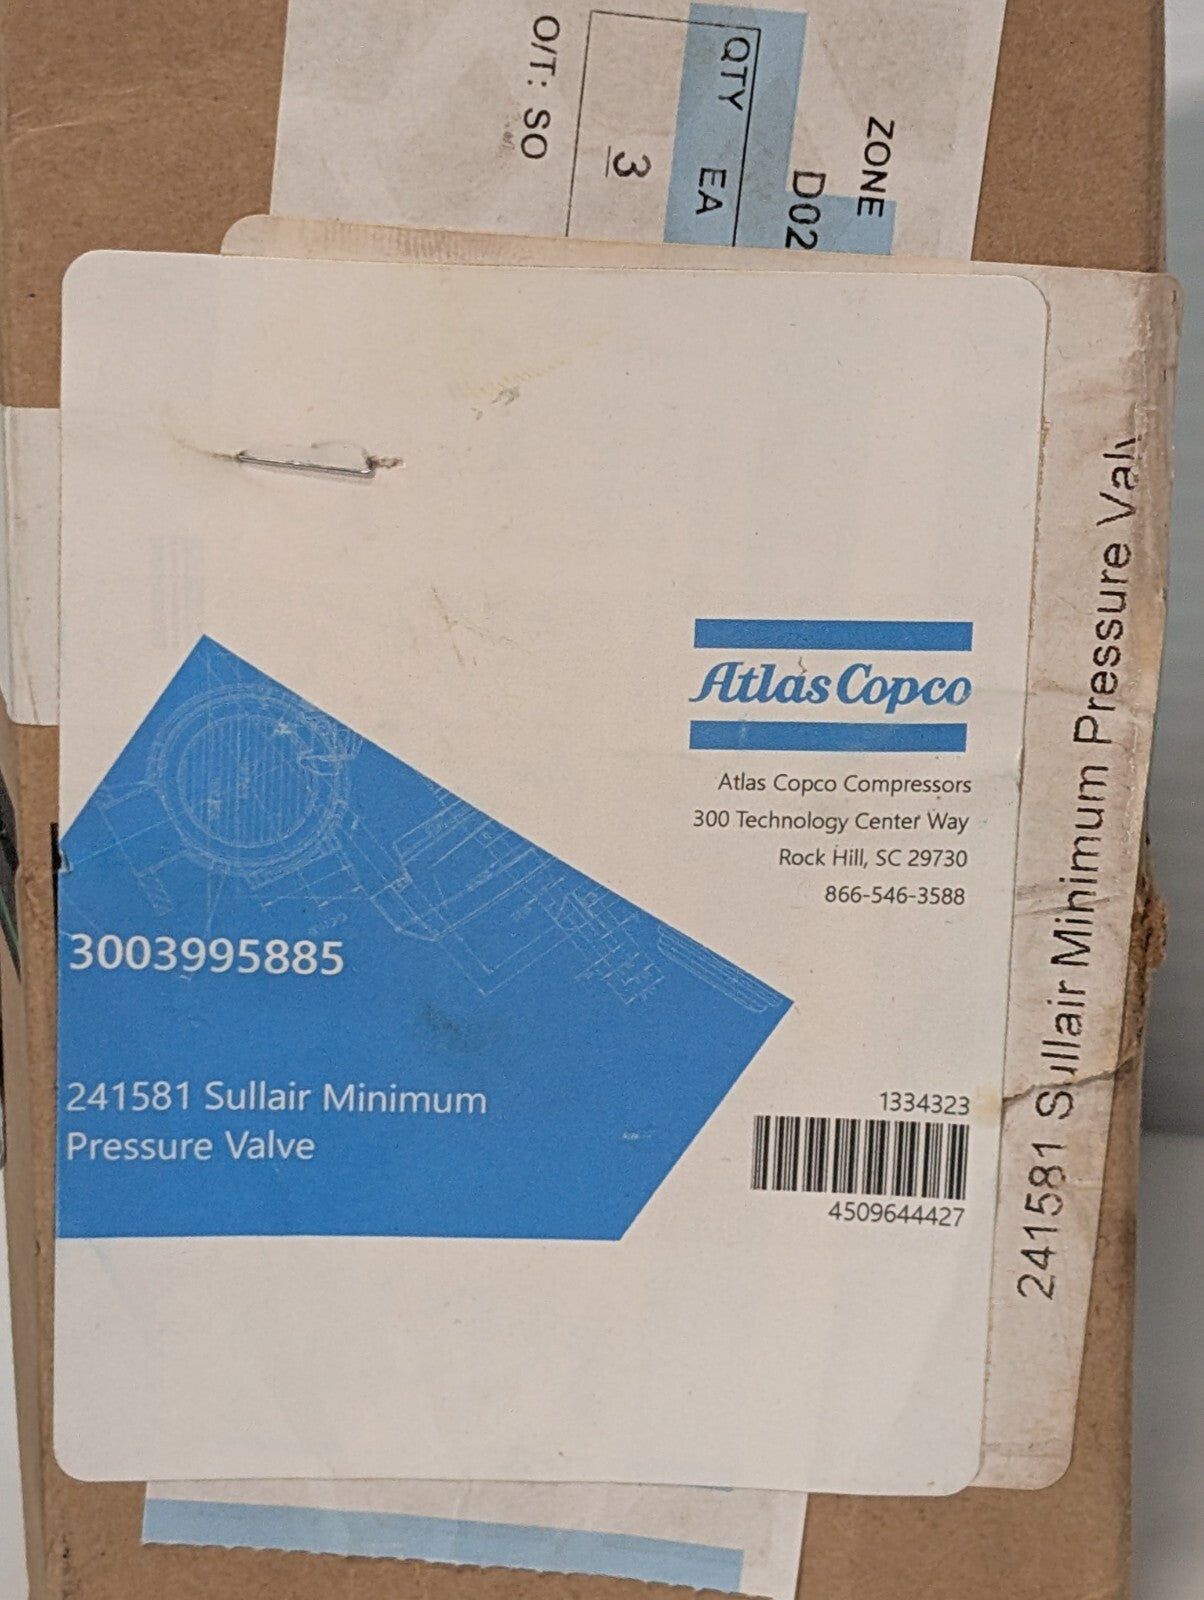 ZONE
D02
QTY EA
3
O/T: SO
Atlas Copco
Atlas Copco Compressors
300 Technology Center Way
Rock Hill, SC 29730
866-546-3588
3003995885
241581 Sullair Minimum
Pressure Valve
1334323
4509644427
241581 Sullair Minimum Pressure Valv